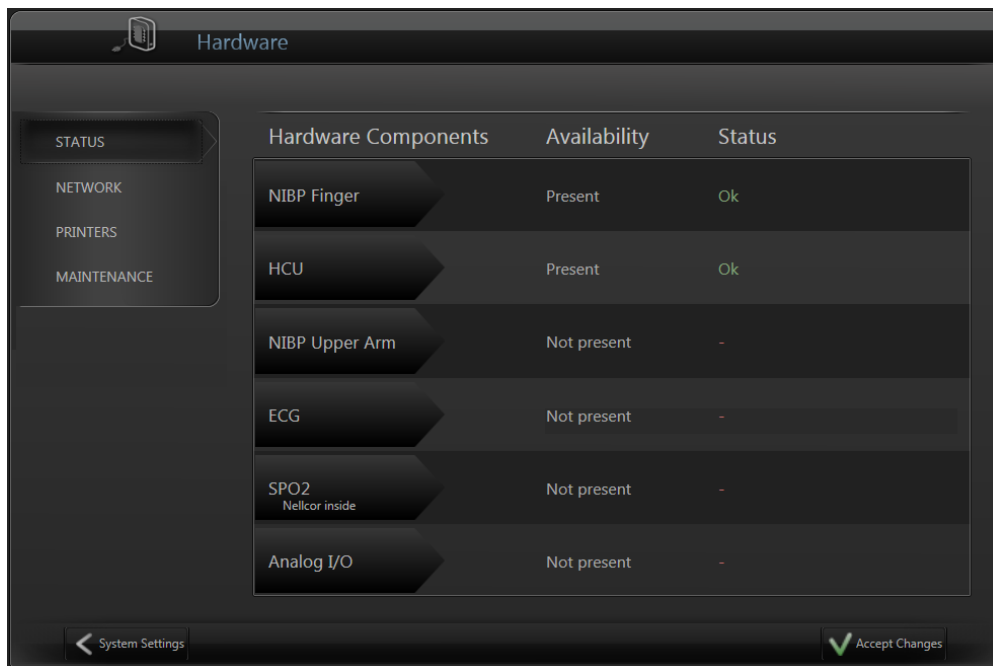 Hardware
STATUS
NETWORK
PRINTERS
MAINTENANCE
Hardware Components Availability Status
NIBP Finger Present Ok
HCU Present Ok
NIBP Upper Arm Not present -
ECG Not present -
SPO2 Not present -
Nellcor inside
Analog I/O Not present -
System Settings Accept Changes